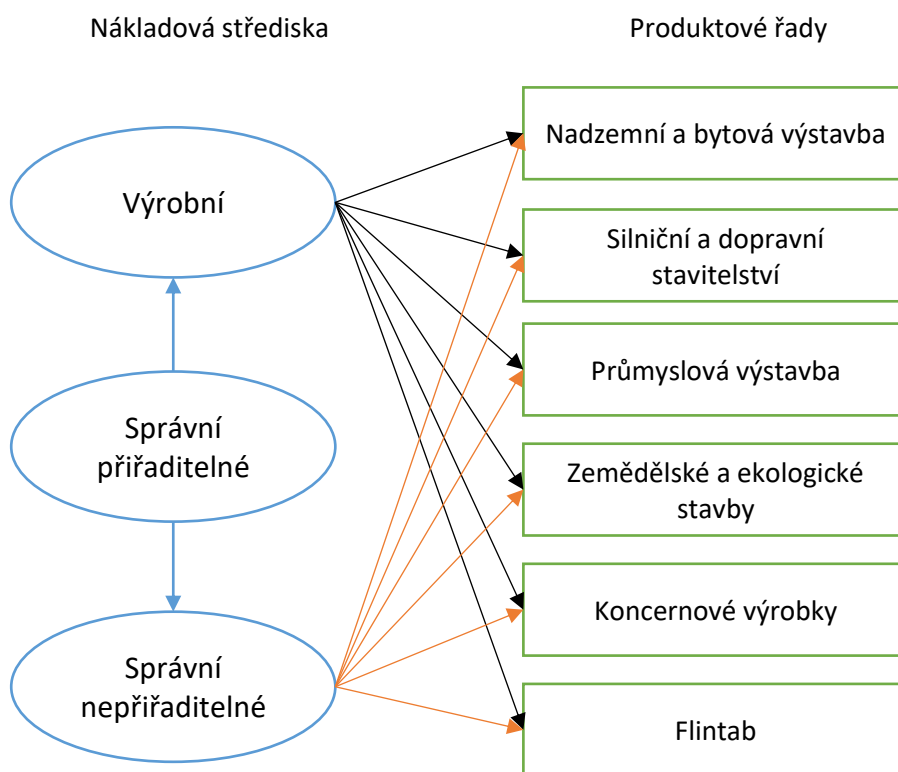 Nákladová střediska
Produktové řady
Nadzemní a bytová výstavba
Výrobní
Silniční a dopravní
stavitelství
Průmyslová výstavba
Správní
přiřaditelné
Zemědělské a ekologické
stavby
Koncernové výrobky
Správní
nepřiřaditelné
Flintab